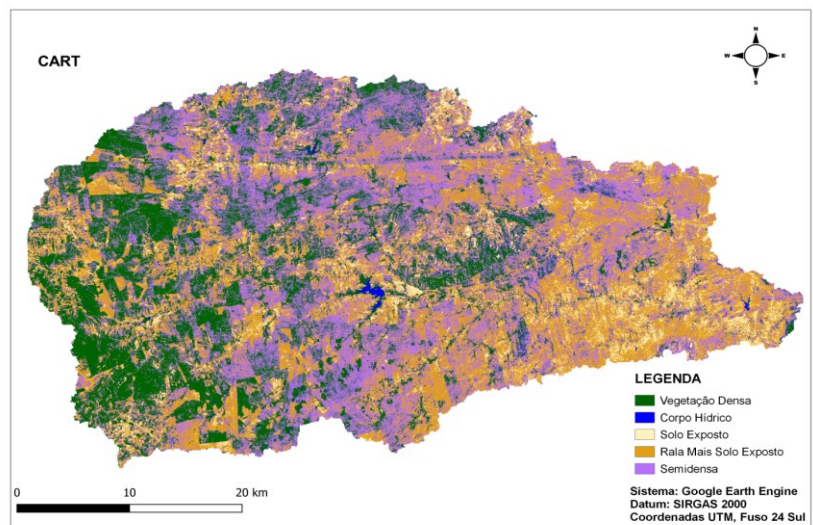 CART
N
W
E
S
LEGENDA
Vegetação Densa
Corpo Hídrico
Solo Exposto
Rala Mais Solo Exposto
Semidensa
0 10 20 km
Sistema: Google Earth Engine
Datum: SIRGAS 2000
Coordenadas UTM, Fuso 24 Sul